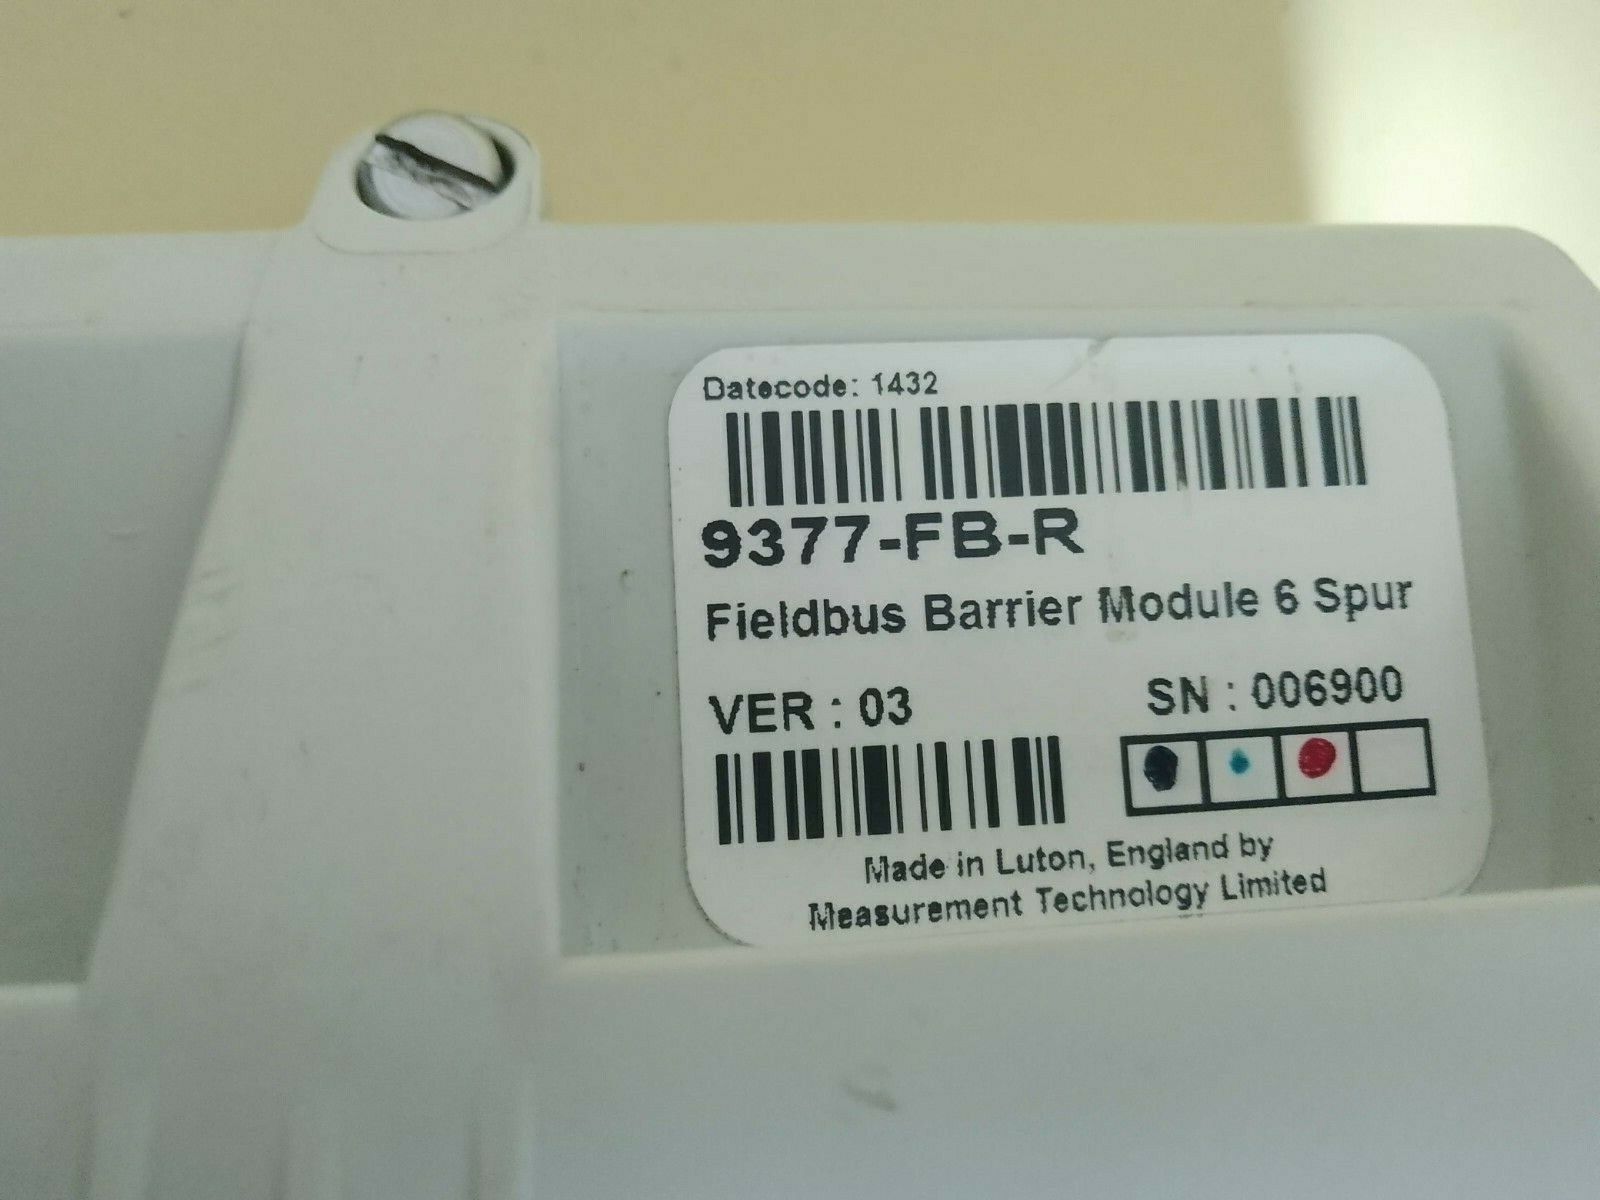 Datecode: 1432
9377-FB-R
Fieldbus Barrier Module 6 Spur
VER : 03 SN : 006900
Made in Luton, England by
Measurement Technology Limited